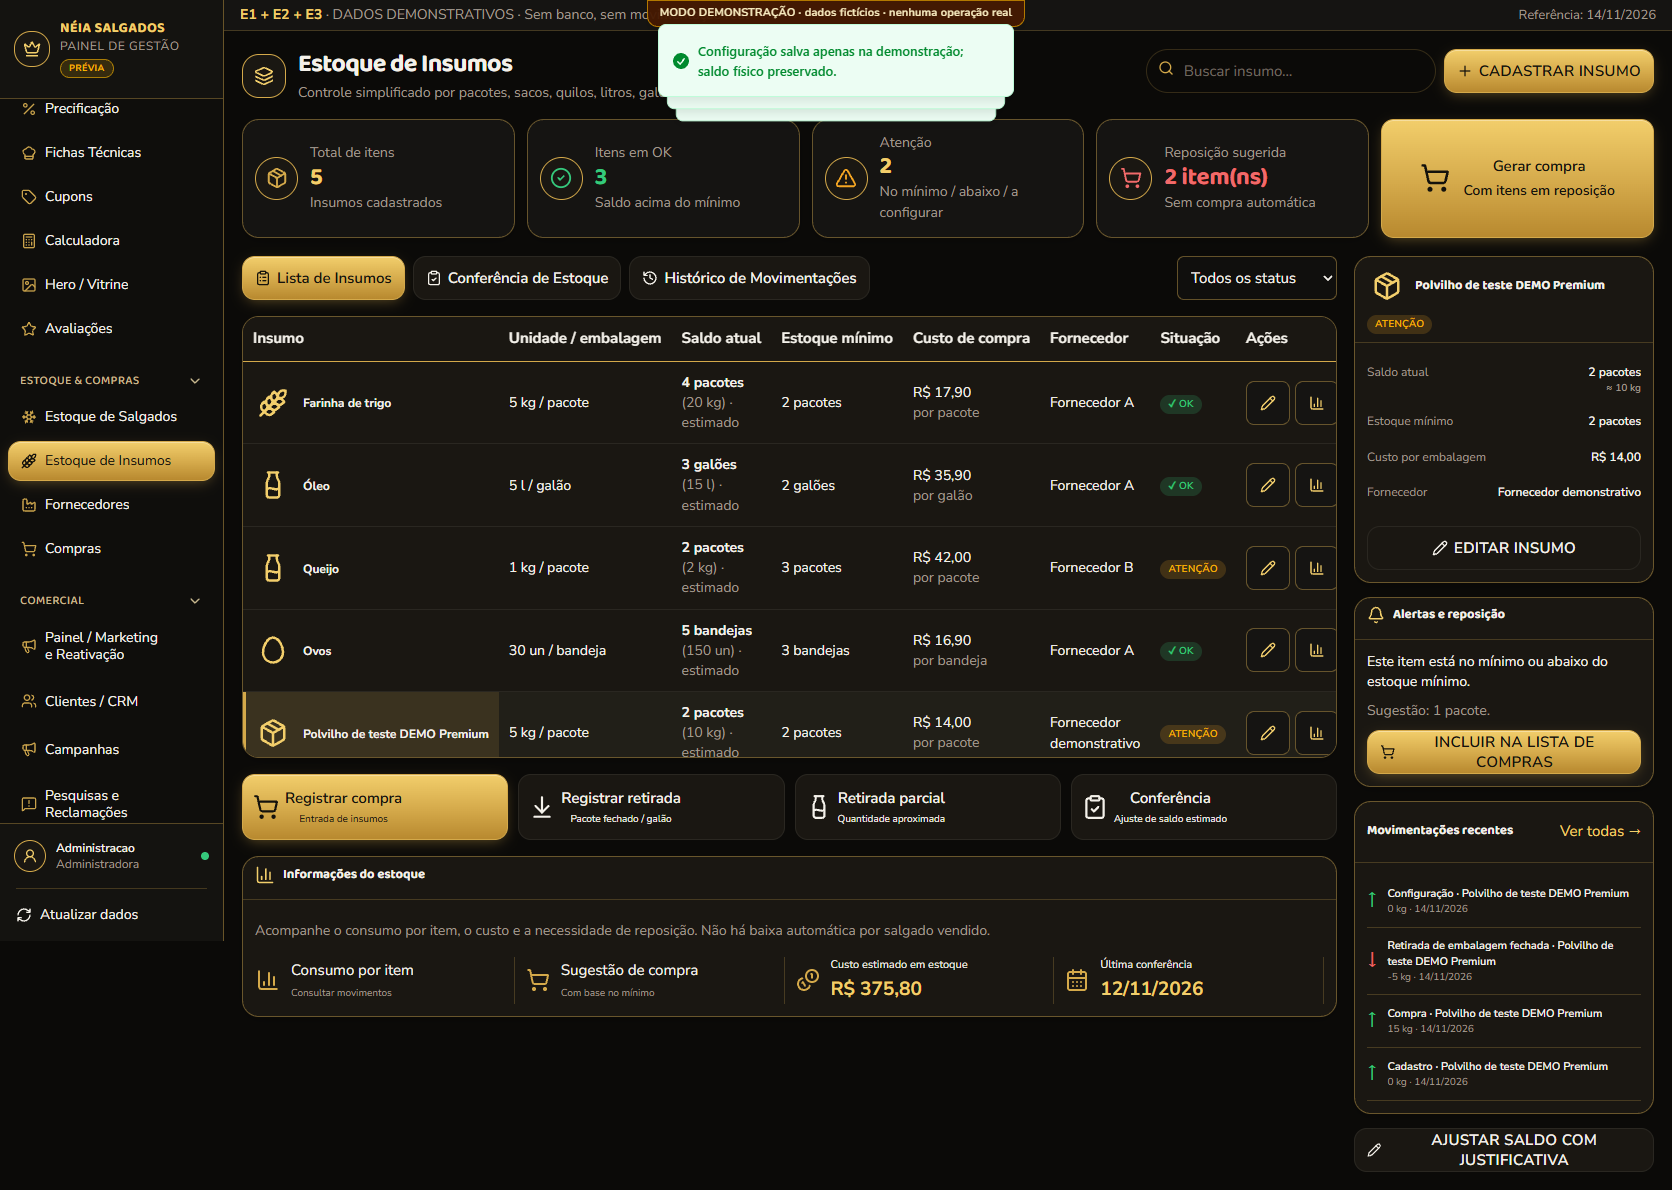 NÉIA SALGADOS
PAINEL DE GESTÃO
PRÉVIA
Precificação
Fichas Técnicas
Cupons
Calculadora
Hero / Vitrine
Avaliações
ESTOQUE & COMPRAS
Estoque de Salgados
Estoque de Insumos
Fornecedores
Compras
COMERCIAL
Painel / Marketing
e Reativação
Clientes / CRM
Campanhas
Pesquisas e
Reclamações
Administracao
Administradora
Atualizar dados
E1 + E2 + E3 · DADOS DEMONSTRATIVOS · Sem banco, sem
MODO DEMONSTRAÇÃO · dados fictícios · nenhuma operação real
Referência: 14/11/2026
Configuração salva apenas na demonstração;
saldo físico preservado.
Estoque de Insumos
Controle simplificado por pacotes, sacos, quilos, litros,
Buscar insumo...
+ CADASTRAR INSUMO
Total de itens
5
Insumos cadastrados
Itens em OK
3
Saldo acima do mínimo
Atenção
2
No mínimo / abaixo / a
configurar
Reposição sugerida
2 item(ns)
Sem compra automática
Gerar compra
Com itens em reposição
Lista de Insumos
Conferência de Estoque
Histórico de Movimentações
Todos os status
Insumo Unidade / embalagem Saldo atual Estoque mínimo Custo de compra Fornecedor Situação Ações
Farinha de trigo
5 kg / pacote
4 pacotes
(20 kg) ·
estimado
2 pacotes
R$ 17,90
por pacote
Fornecedor A
✓ OK
Óleo
5 l / galão
3 galões
(15 l) ·
estimado
2 galões
R$ 35,90
por galão
Fornecedor A
✓ OK
Queijo
1 kg / pacote
2 pacotes
(2 kg) ·
estimado
3 pacotes
R$ 42,00
por pacote
Fornecedor B
ATENÇÃO
Ovos
30 un / bandeja
5 bandejas
(150 un) ·
estimado
3 bandejas
R$ 16,90
por bandeja
Fornecedor A
✓ OK
Polvilho de teste DEMO Premium
5 kg / pacote
2 pacotes
(10 kg) ·
estimado
2 pacotes
R$ 14,00
por pacote
Fornecedor
demonstrativo
ATENÇÃO
Registrar compra
Entrada de insumos
Registrar retirada
Pacote fechado / galão
Retirada parcial
Quantidade aproximada
Conferência
Ajuste de saldo estimado
Informações do estoque
Acompanhe o consumo por item, o custo e a necessidade de reposição. Não há baixa automática por salgado vendido.
Consumo por item
Consultar movimentos
Sugestão de compra
Com base no mínimo
Custo estimado em estoque
R$ 375,80
Última conferência
12/11/2026
Polvilho de teste DEMO Premium
ATENÇÃO
Saldo atual 2 pacotes
≈ 10 kg
Estoque mínimo 2 pacotes
Custo por embalagem R$ 14,00
Fornecedor Fornecedor demonstrativo
EDITAR INSUMO
Alertas e reposição
Este item está no mínimo ou abaixo do
estoque mínimo.
Sugestão: 1 pacote.
INCLUIR NA LISTA DE
COMPRAS
Movimentações recentes Ver todas →
Configuração · Polvilho de teste DEMO Premium
0 kg · 14/11/2026
Retirada de embalagem fechada · Polvilho de
teste DEMO Premium
-5 kg · 14/11/2026
Compra · Polvilho de teste DEMO Premium
15 kg · 14/11/2026
Cadastro · Polvilho de teste DEMO Premium
0 kg · 14/11/2026
AJUSTAR SALDO COM
JUSTIFICATIVA